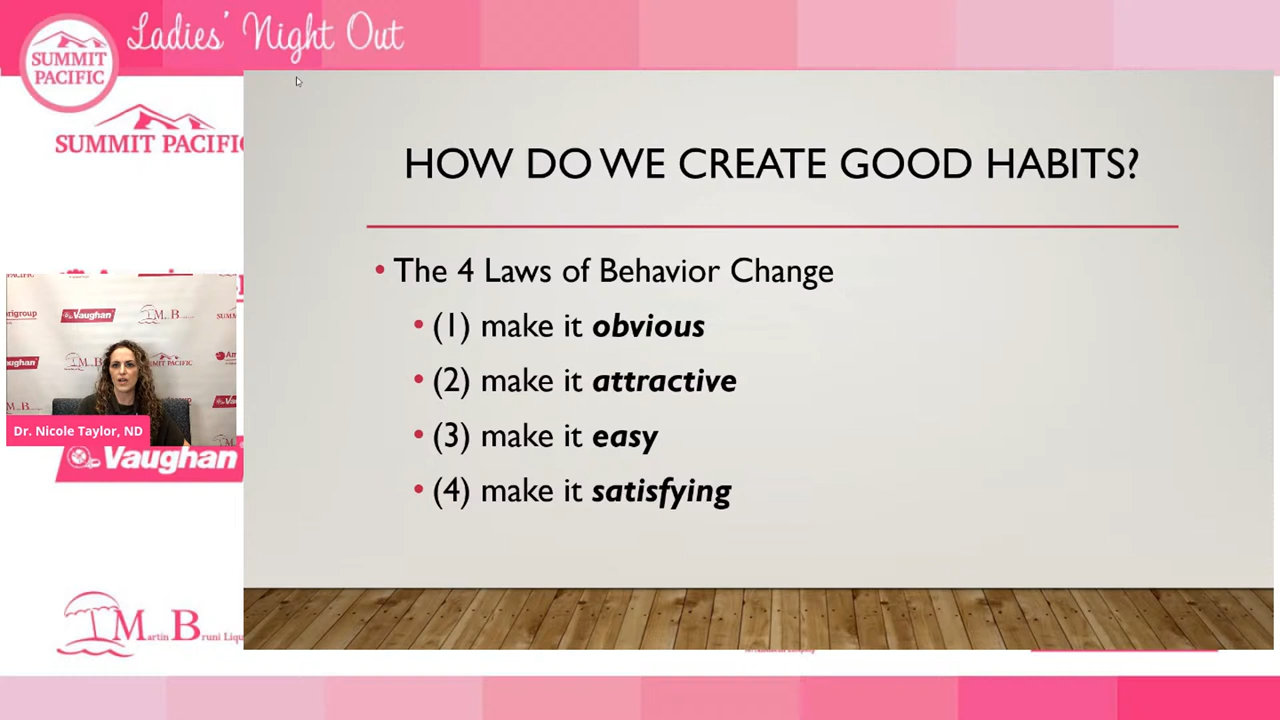 Ladies' Night Out
SUMMIT
PACIFIC
SUMMIT PACIFI
HOW DO WE CREATE GOOD HABITS?
• The 4 Laws of Behavior Change
• (1) make it obvious
• (2) make it attractive
• (3) make it easy
• (4) make it satisfying
Vaughan
Dr. Nicole Taylor, ND
Vaughan
Martin Bruni Liqu